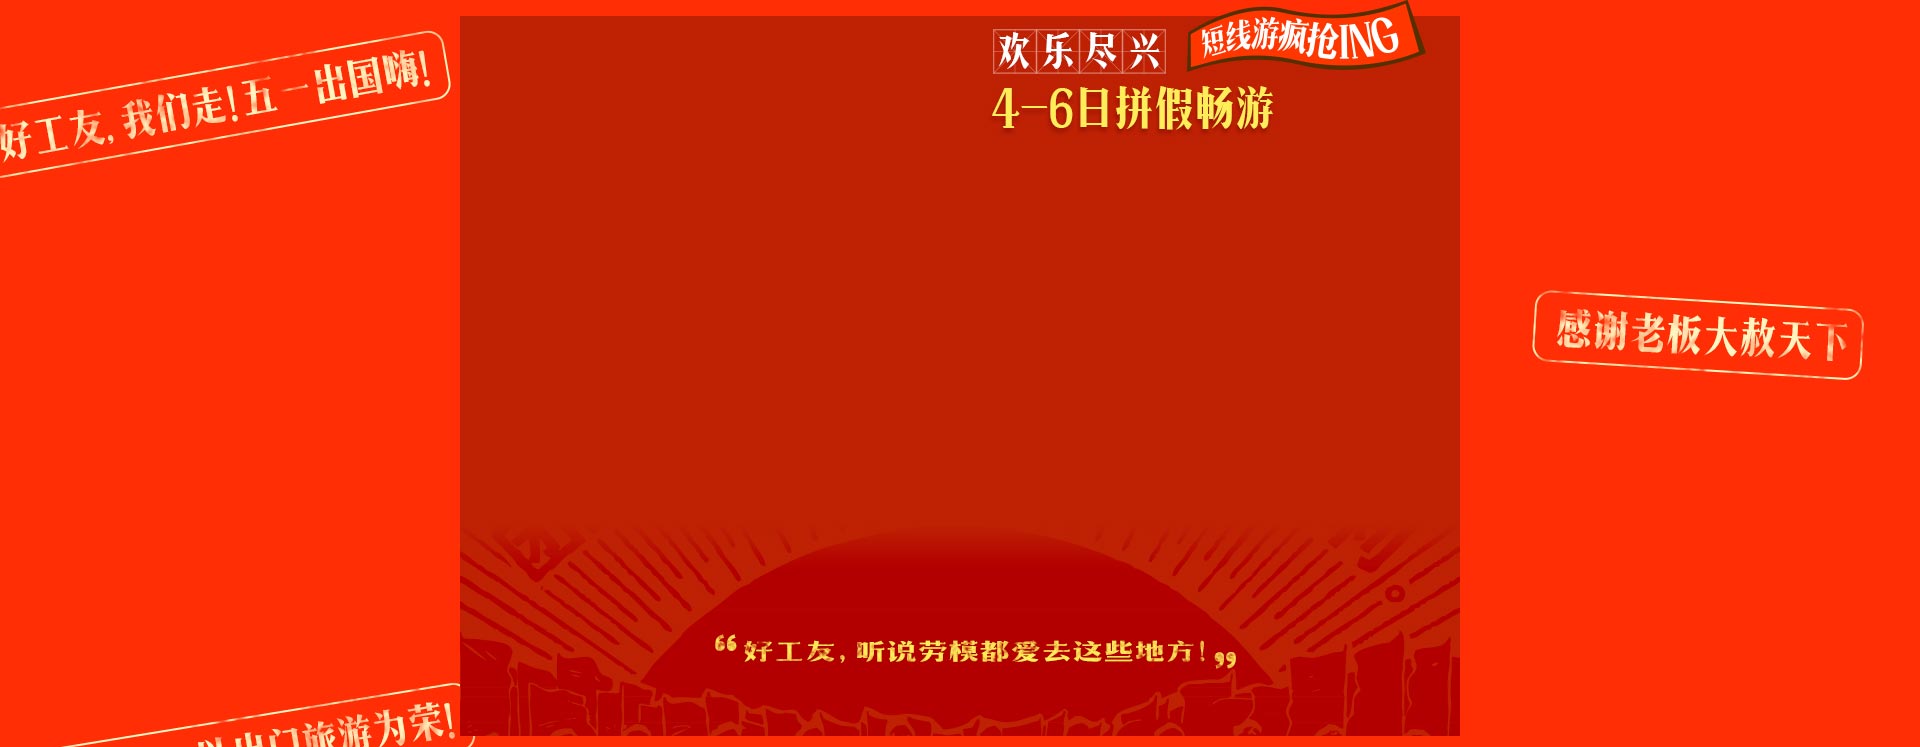 好工友,我们走!五一出国嗨!
欢乐尽兴
短线游疯抢ING
4-6日拼假畅游
感谢老板大赦天下
“好工友,听说劳模都爱去这些地方!”
出门旅游为荣!